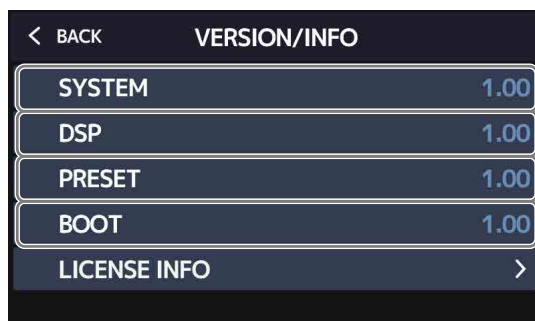 < BACK VERSION/INFO
SYSTEM 1.00
DSP 1.00
PRESET 1.00
BOOT 1.00
LICENSE INFO >